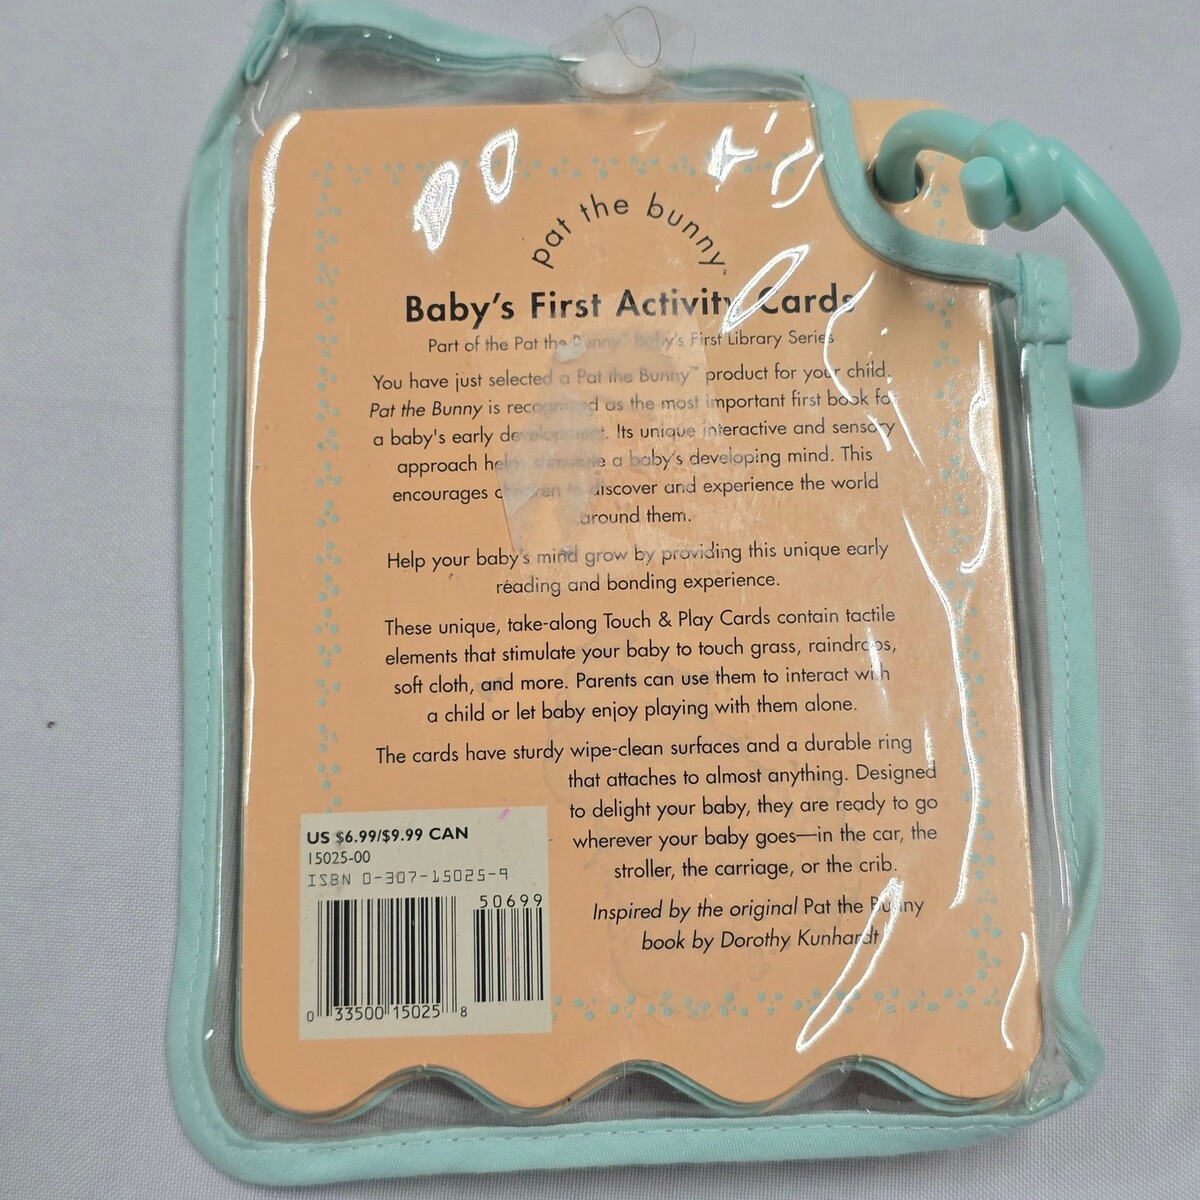 pat the bunny™
Baby's First Activity Cards
Part of the Pat the Bunny™ Baby's First Library Series
You have just selected a Pat the Bunny™ product for your child.
Pat the Bunny is recognized as the most important first book for
a baby's early development. Its unique interactive and sensory
approach helps stimulate a baby's developing mind. This
encourages children to discover and experience the world
around them.
Help your baby's mind grow by providing this unique early
reading and bonding experience.
These unique, take-along Touch & Play Cards contain tactile
elements that stimulate your baby to touch grass, raindrops,
soft cloth, and more. Parents can use them to interact with
a child or let baby enjoy playing with them alone.
The cards have sturdy wipe-clean surfaces and a durable ring
that attaches to almost anything. Designed
to delight your baby, they are ready to go
wherever your baby goes—in the car, the
stroller, the carriage, or the crib.
Inspired by the original Pat the Bunny
book by Dorothy Kunhardt
US $6.99/$9.99 CAN
15025-00
ISBN 0-307-15025-9
50699
0 33500 15025 8